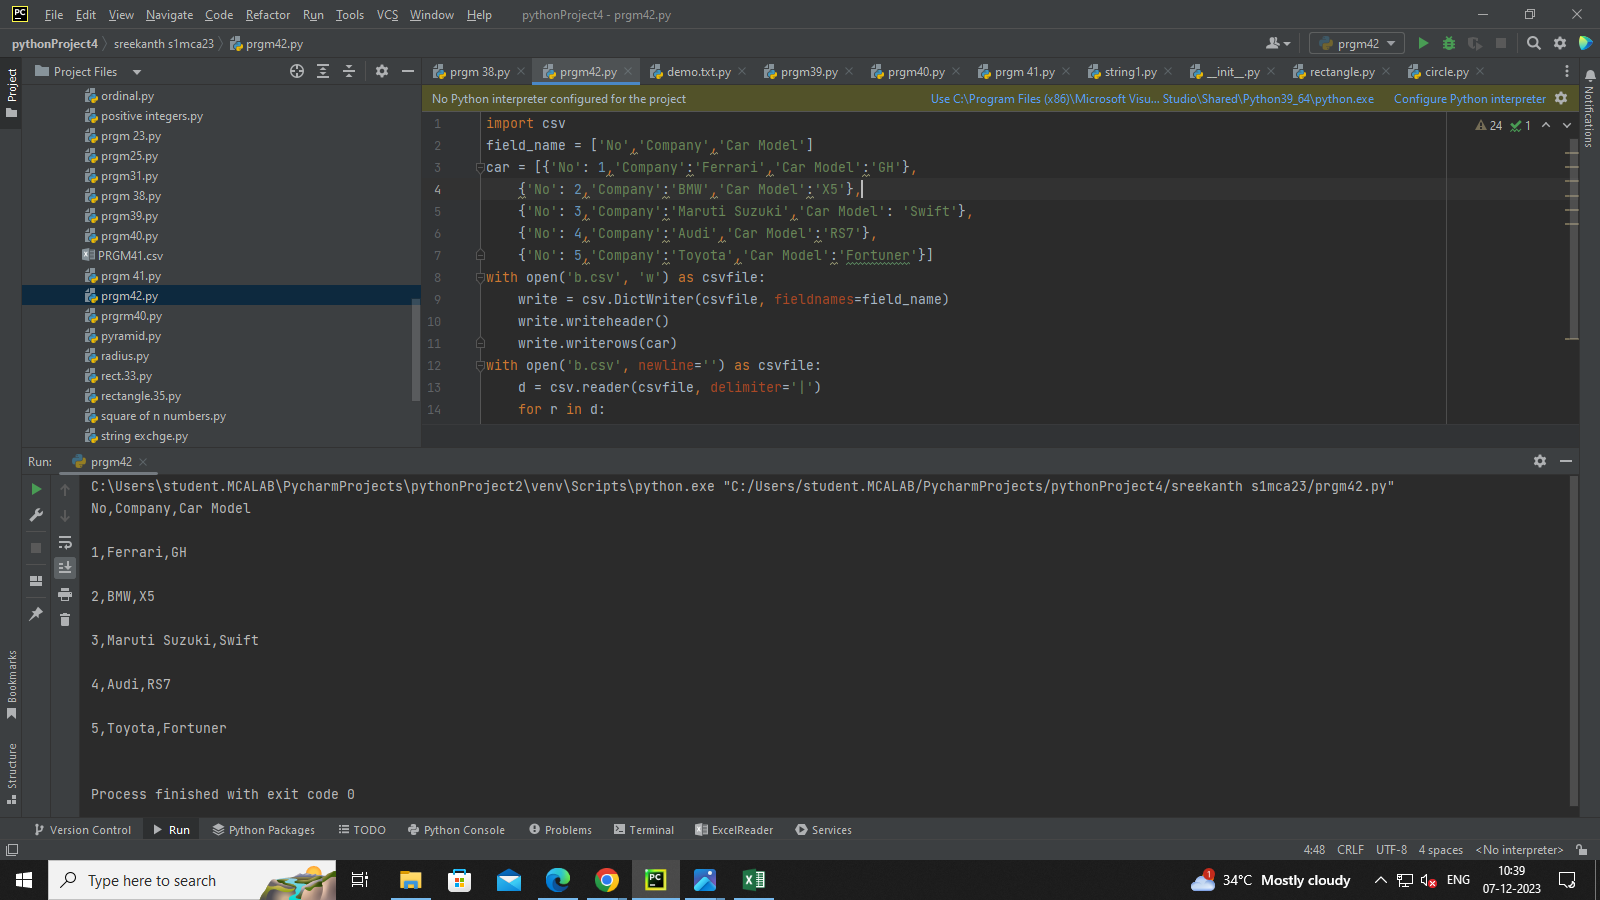 PC File Edit View Navigate Code Refactor Run Tools VCS Window Help pythonProject4 - prgm42.py
pythonProject4 sreekanth s1mca23 prgm42.py prgm42
Project Files
prgm 38.py prgm42.py demo.txt.py prgm39.py prgm40.py prgm 41.py string1.py __init__.py rectangle.py circle.py
No Python interpreter configured for the project Use C:\Program Files (x86)\Microsoft Visu... Studio\Shared\Python39_64\python.exe Configure Python interpreter
Project
Notifications
ordinal.py
positive integers.py
prgm 23.py
prgm25.py
prgm31.py
prgm 38.py
prgm39.py
prgm40.py
PRGM41.csv
prgm 41.py
prgm42.py
prgrm40.py
pyramid.py
radius.py
rect.33.py
rectangle.35.py
square of n numbers.py
string exchge.py
24 1
1 import csv
2 field_name = ['No','Company','Car Model']
3 car = [{'No': 1,'Company':'Ferrari','Car Model':'GH'},
4 {'No': 2,'Company':'BMW','Car Model':'X5'},
5 {'No': 3,'Company':'Maruti Suzuki','Car Model': 'Swift'},
6 {'No': 4,'Company':'Audi','Car Model':'RS7'},
7 {'No': 5,'Company':'Toyota','Car Model':'Fortuner'}]
8 with open('b.csv', 'w') as csvfile:
9 write = csv.DictWriter(csvfile, fieldnames=field_name)
10 write.writeheader()
11 write.writerows(car)
12 with open('b.csv', newline='') as csvfile:
13 d = csv.reader(csvfile, delimiter='|')
14 for r in d:
Run: prgm42
C:\Users\student.MCALAB\PycharmProjects\pythonProject2\venv\Scripts\python.exe "C:/Users/student.MCALAB/PycharmProjects/pythonProject4/sreekanth s1mca23/prgm42.py"
No,Company,Car Model
1,Ferrari,GH
2,BMW,X5
3,Maruti Suzuki,Swift
4,Audi,RS7
5,Toyota,Fortuner
Process finished with exit code 0
Bookmarks
Structure
Version Control Run Python Packages TODO Python Console Problems Terminal ExcelReader Services
4:48 CRLF UTF-8 4 spaces <No interpreter>
Type here to search
PC
1 34°C Mostly cloudy ENG 10:39
07-12-2023